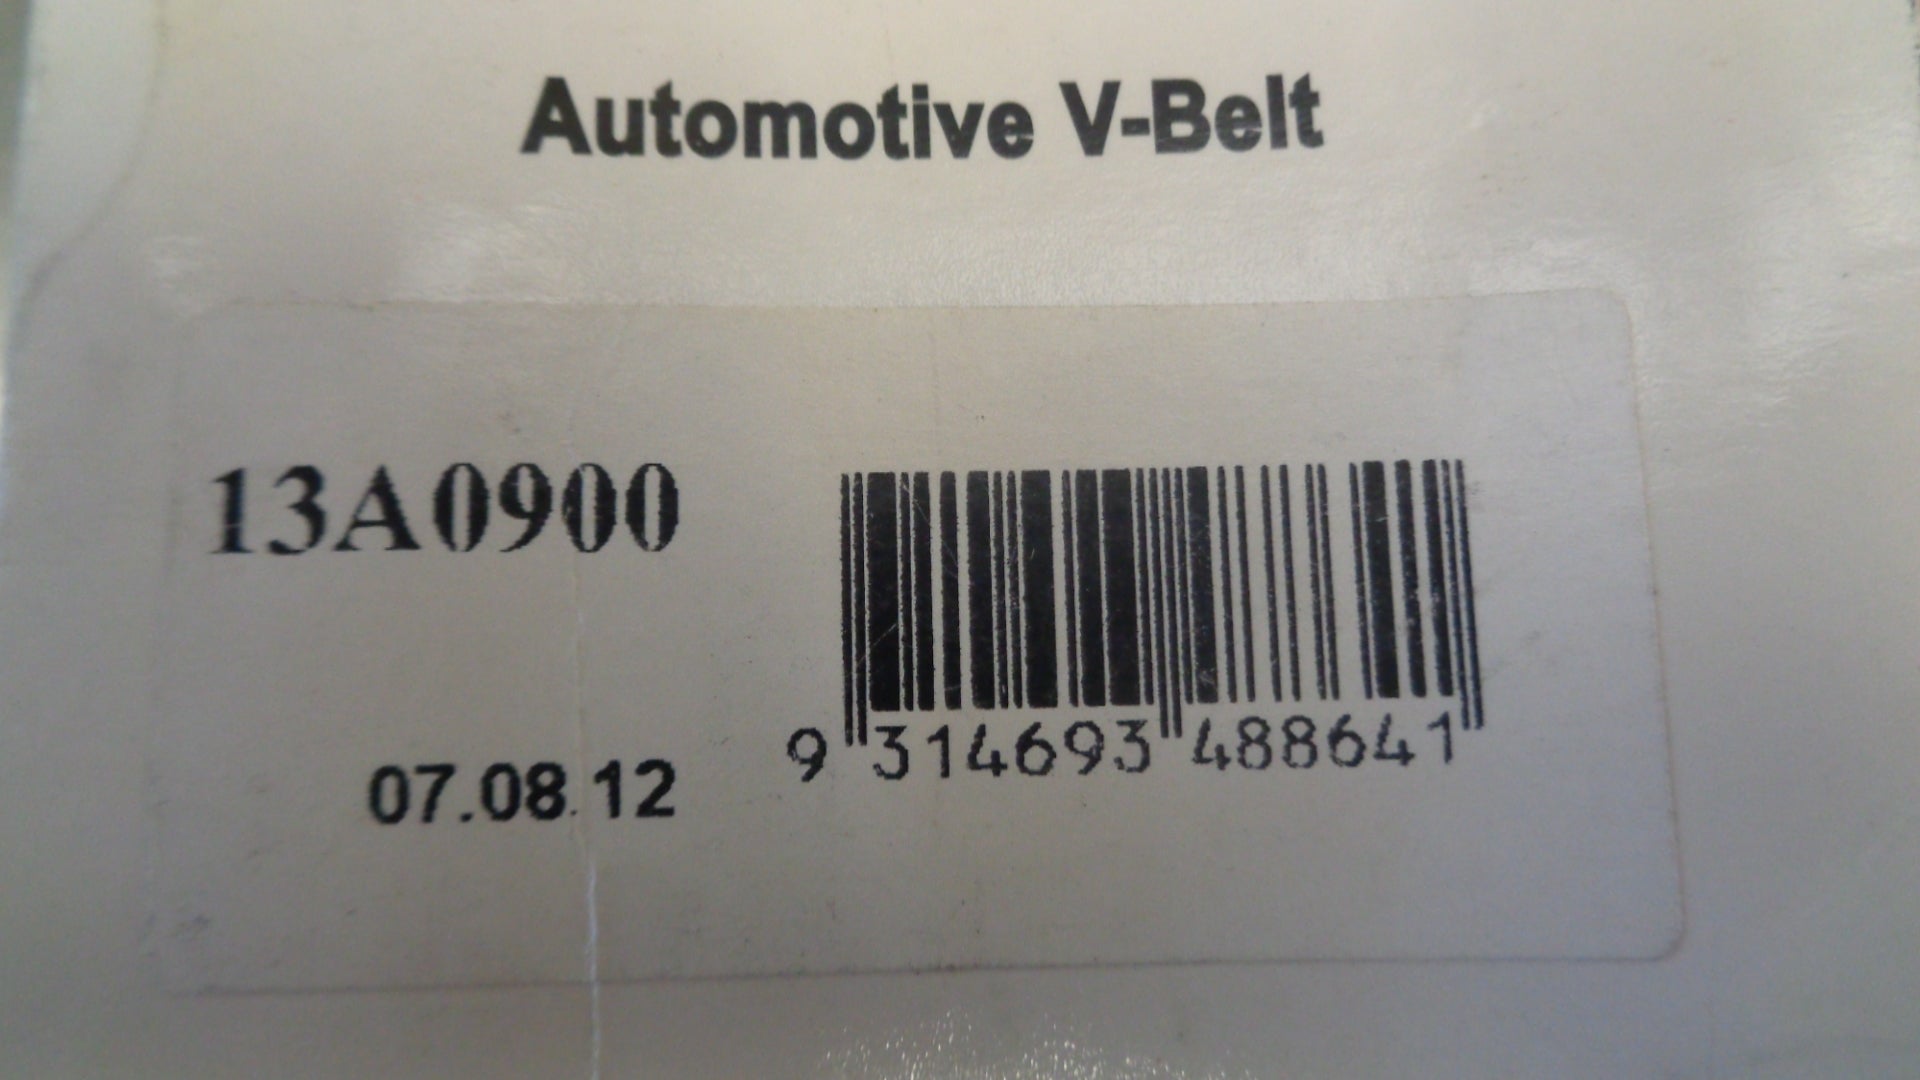 Automotive V-Belt
13A0900
9 314693 488641
07.08.12